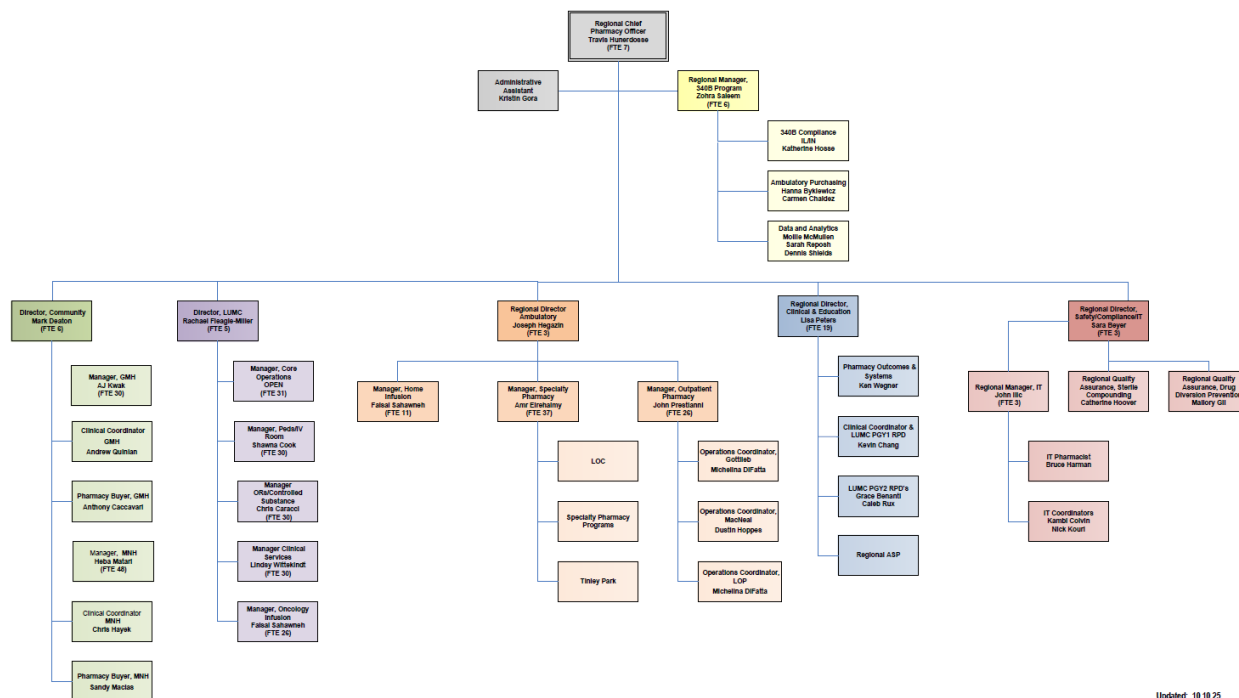 Regional Chief
Pharmacy Officer
Travis Hunerdosse
(FTE 7)
Administrative
Assistant
Kristin Gora
Regional Manager,
340B Program
Zohra Saleem
(FTE 6)
340B Compliance
IL/IN
Katherine Hosse
Ambulatory Purchasing
Hanna Bykiewicz
Carmen Chaidez
Data and Analytics
Mollie McMullen
Sarah Reposh
Dennis Shields
Director, Community
Mark Deaton
(FTE 6)
Manager, GMH
AJ Kwak
(FTE 30)
Clinical Coordinator
GMH
Andrew Quinlan
Pharmacy Buyer, GMH
Anthony Caccavari
Manager, MNH
Heba Matari
(FTE 48)
Clinical Coordinator
MNH
Chris Hayek
Pharmacy Buyer, MNH
Sandy Macias
Director, LUMC
Rachael Fleagle-Miller
(FTE 5)
Manager, Core
Operations
OPEN
(FTE 31)
Manager, Peds/IV
Room
Shawna Cook
(FTE 30)
Manager
ORs/Controlled
Substance
Chris Caracci
(FTE 30)
Manager Clinical
Services
Lindsy Wittekindt
(FTE 30)
Manager, Oncology
Infusion
Faisal Sahawneh
(FTE 26)
Regional Director
Ambulatory
Joseph Hegazin
(FTE 3)
Manager, Home
Infusion
Faisal Sahawneh
(FTE 11)
Manager, Specialty
Pharmacy
Amr Elrehaimy
(FTE 37)
LOC
Specialty Pharmacy
Programs
Tinley Park
Manager, Outpatient
Pharmacy
John Prestianni
(FTE 26)
Operations Coordinator,
Gottlieb
Michelina DiFatta
Operations Coordinator,
MacNeal
Dustin Hoppes
Operations Coordinator,
LOP
Michelina DiFatta
Regional Director,
Clinical & Education
Lisa Peters
(FTE 19)
Pharmacy Outcomes &
Systems
Ken Wegner
Clinical Coordinator &
LUMC PGY1 RPD
Kevin Chang
LUMC PGY2 RPD's
Grace Benanti
Caleb Rux
Regional ASP
Regional Director,
Safety/Compliance/IT
Sara Beyer
(FTE 3)
Regional Manager, IT
John Ilic
(FTE 3)
IT Pharmacist
Bruce Harman
IT Coordinators
Kambi Colvin
Nick Kouri
Regional Quality
Assurance, Sterile
Compounding
Catherine Hoover
Regional Quality
Assurance, Drug
Diversion Prevention
Mallory Gil
Updated: 10.10.25